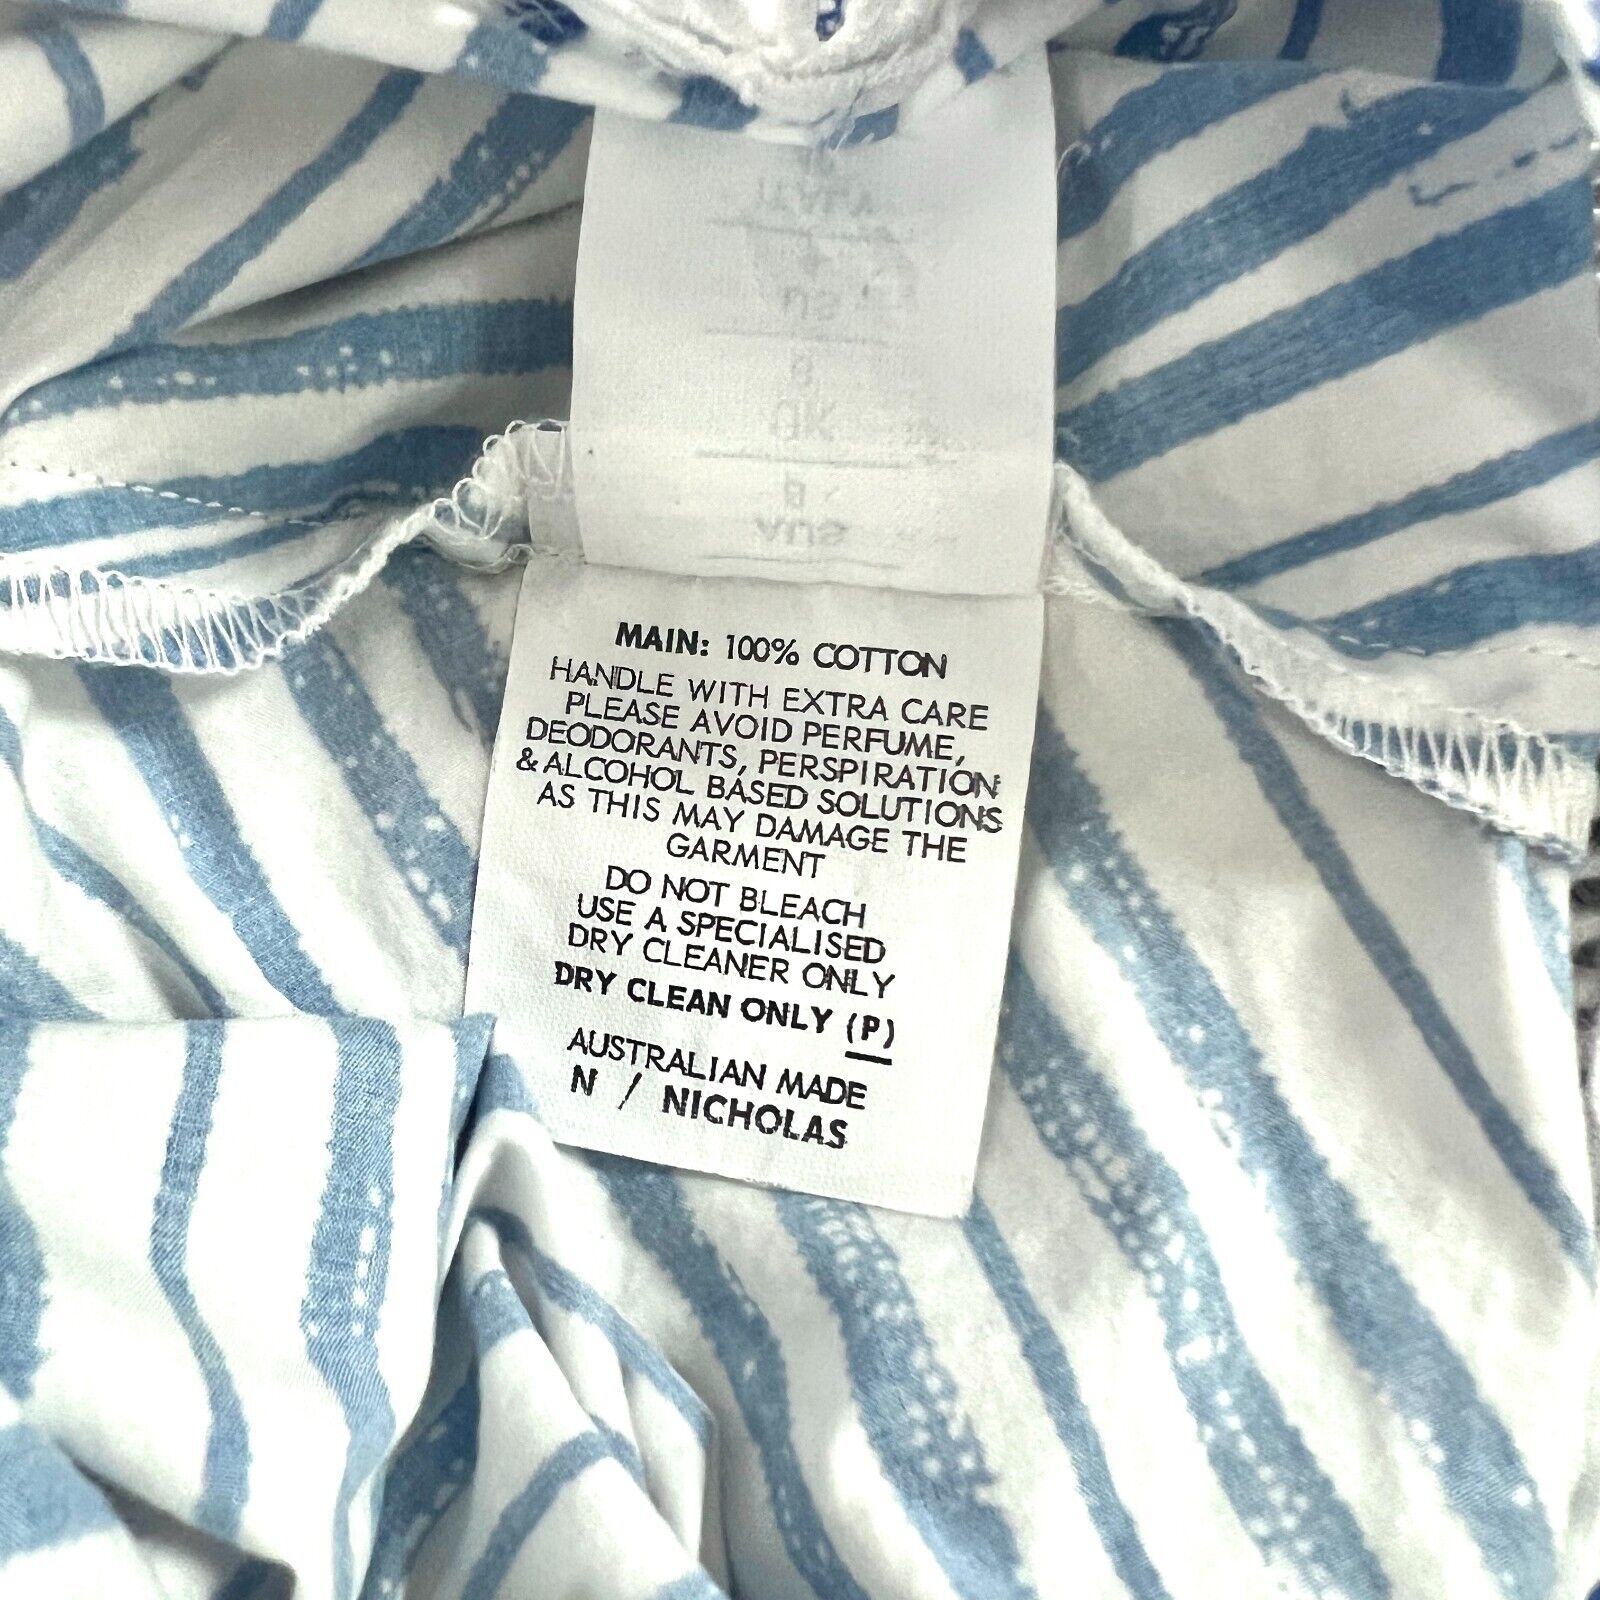 MAIN: 100% COTTON
HANDLE WITH EXTRA CARE
PLEASE AVOID PERFUME,
DEODORANTS, PERSPIRATION
& ALCOHOL BASED SOLUTIONS
AS THIS MAY DAMAGE THE
GARMENT
DO NOT BLEACH
USE A SPECIALISED
DRY CLEANER ONLY
DRY CLEAN ONLY (P)
AUSTRALIAN MADE
N / NICHOLAS